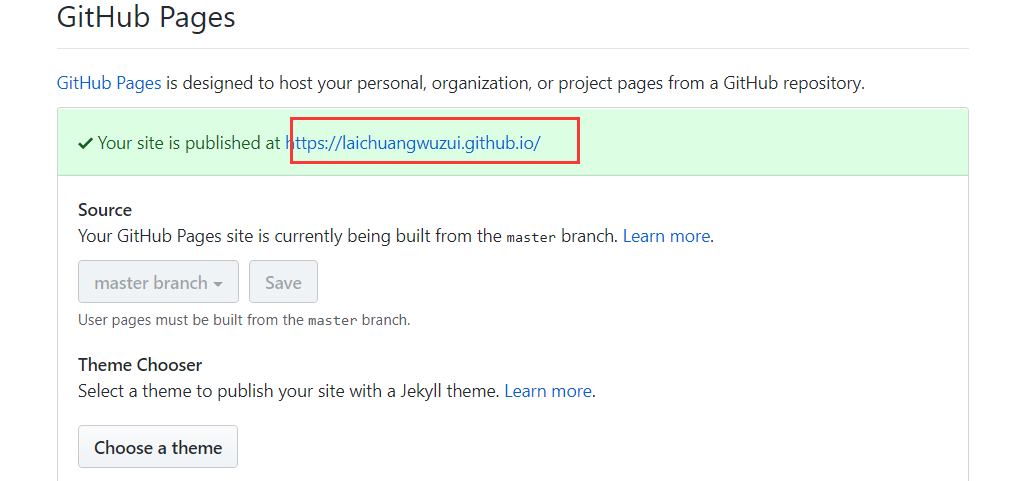 GitHub Pages
GitHub Pages is designed to host your personal, organization, or project pages from a GitHub repository.
Your site is published at https://laichuangwuzui.github.io/
Source
Your GitHub Pages site is currently being built from the master branch. Learn more.
master branch
Save
User pages must be built from the master branch.
Theme Chooser
Select a theme to publish your site with a Jekyll theme. Learn more.
Choose a theme